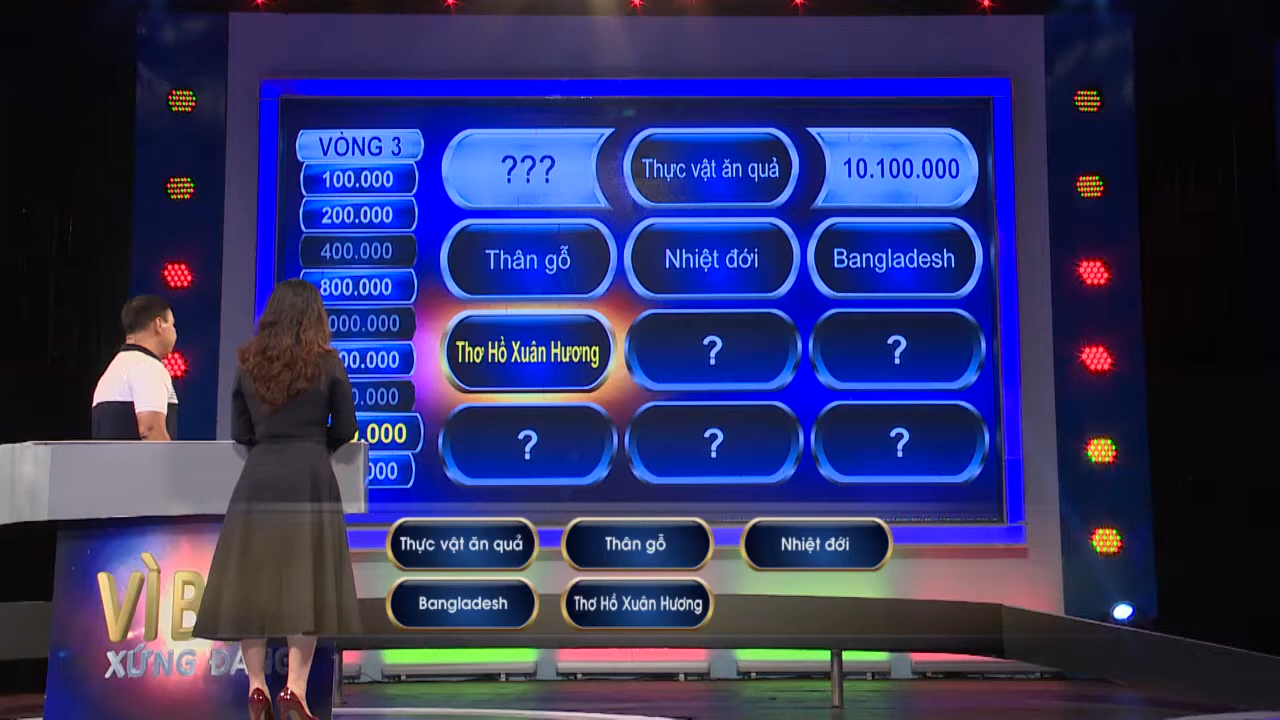 VÒNG 3
100.000
200.000
400.000
800.000
???
Thực vật ăn quả
10.100.000
Thân gỗ
Nhiệt đới
Bangladesh
Thơ Hồ Xuân Hương
?
?
?
?
?
Thực vật ăn quả
Thân gỗ
Nhiệt đới
Bangladesh
Thơ Hồ Xuân Hương
VÌ B
XỨNG ĐÁNG